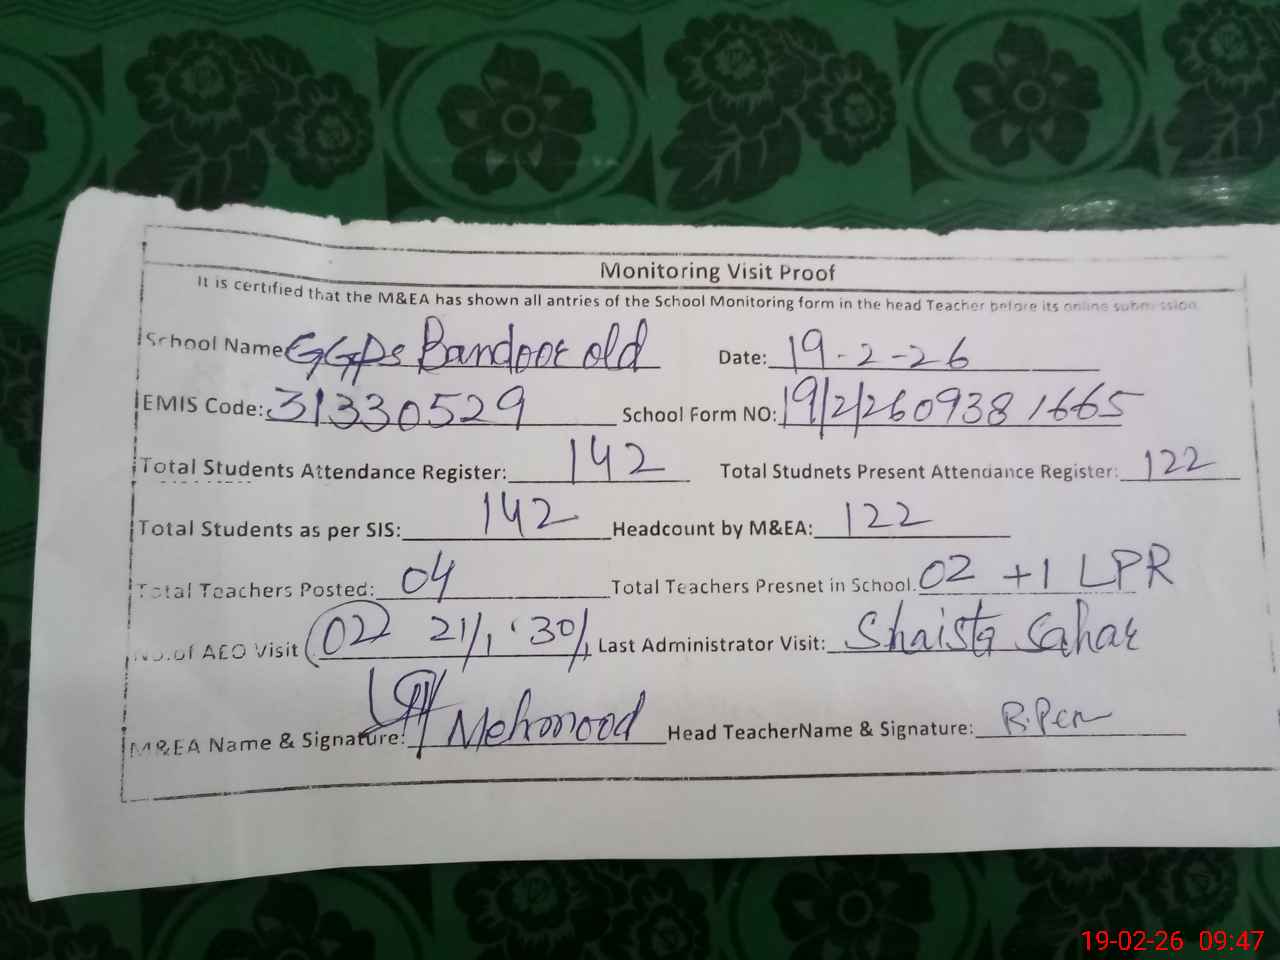 Monitoring Visit Proof
It is certified that the M&EA has shown all antries of the School Monitoring form in the head Teacher before its online submission
School Name GGPS Bandoor old Date: 19-2-26
EMIS Code: 31330529 School Form NO: 19/2/260938 1665
Total Students Attendance Register: 142 Total Studnets Present Attendance Register: 122
Total Students as per SIS: 142 Headcount by M&EA: 122
Total Teachers Posted: 04 Total Teachers Presnet in School. 02 +1 LPR
No.of AEO Visit 02 21/1, 30/1 Last Administrator Visit: Shaista Sahar
M&EA Name & Signature: Mehmood Head TeacherName & Signature:
19-02-26 09:47